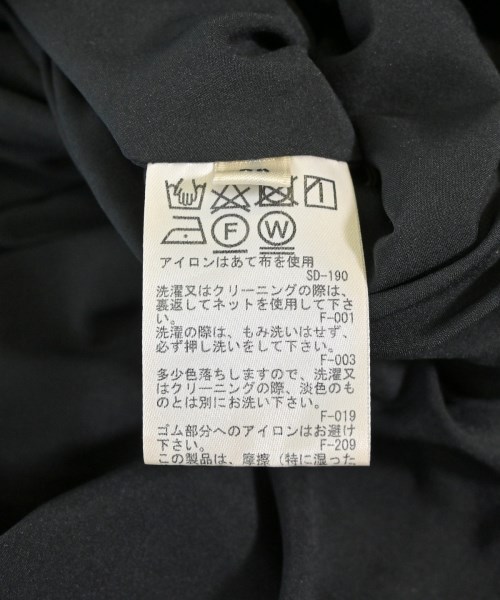 F W
アイロンはあて布を使用
SD-190
洗濯又はクリーニングの際は、
裏返してネットを使用して下さ
い。 F-001
洗濯の際は、もみ洗いはせず、
必ず押し洗いをして下さい。
F-003
多少色落ちしますので、洗濯又
はクリーニングの際、淡色のも
のとは別にお洗い下さい。
F-019
ゴム部分へのアイロンはお避け
下さい。 F-209
この製品は、摩擦（特に湿った